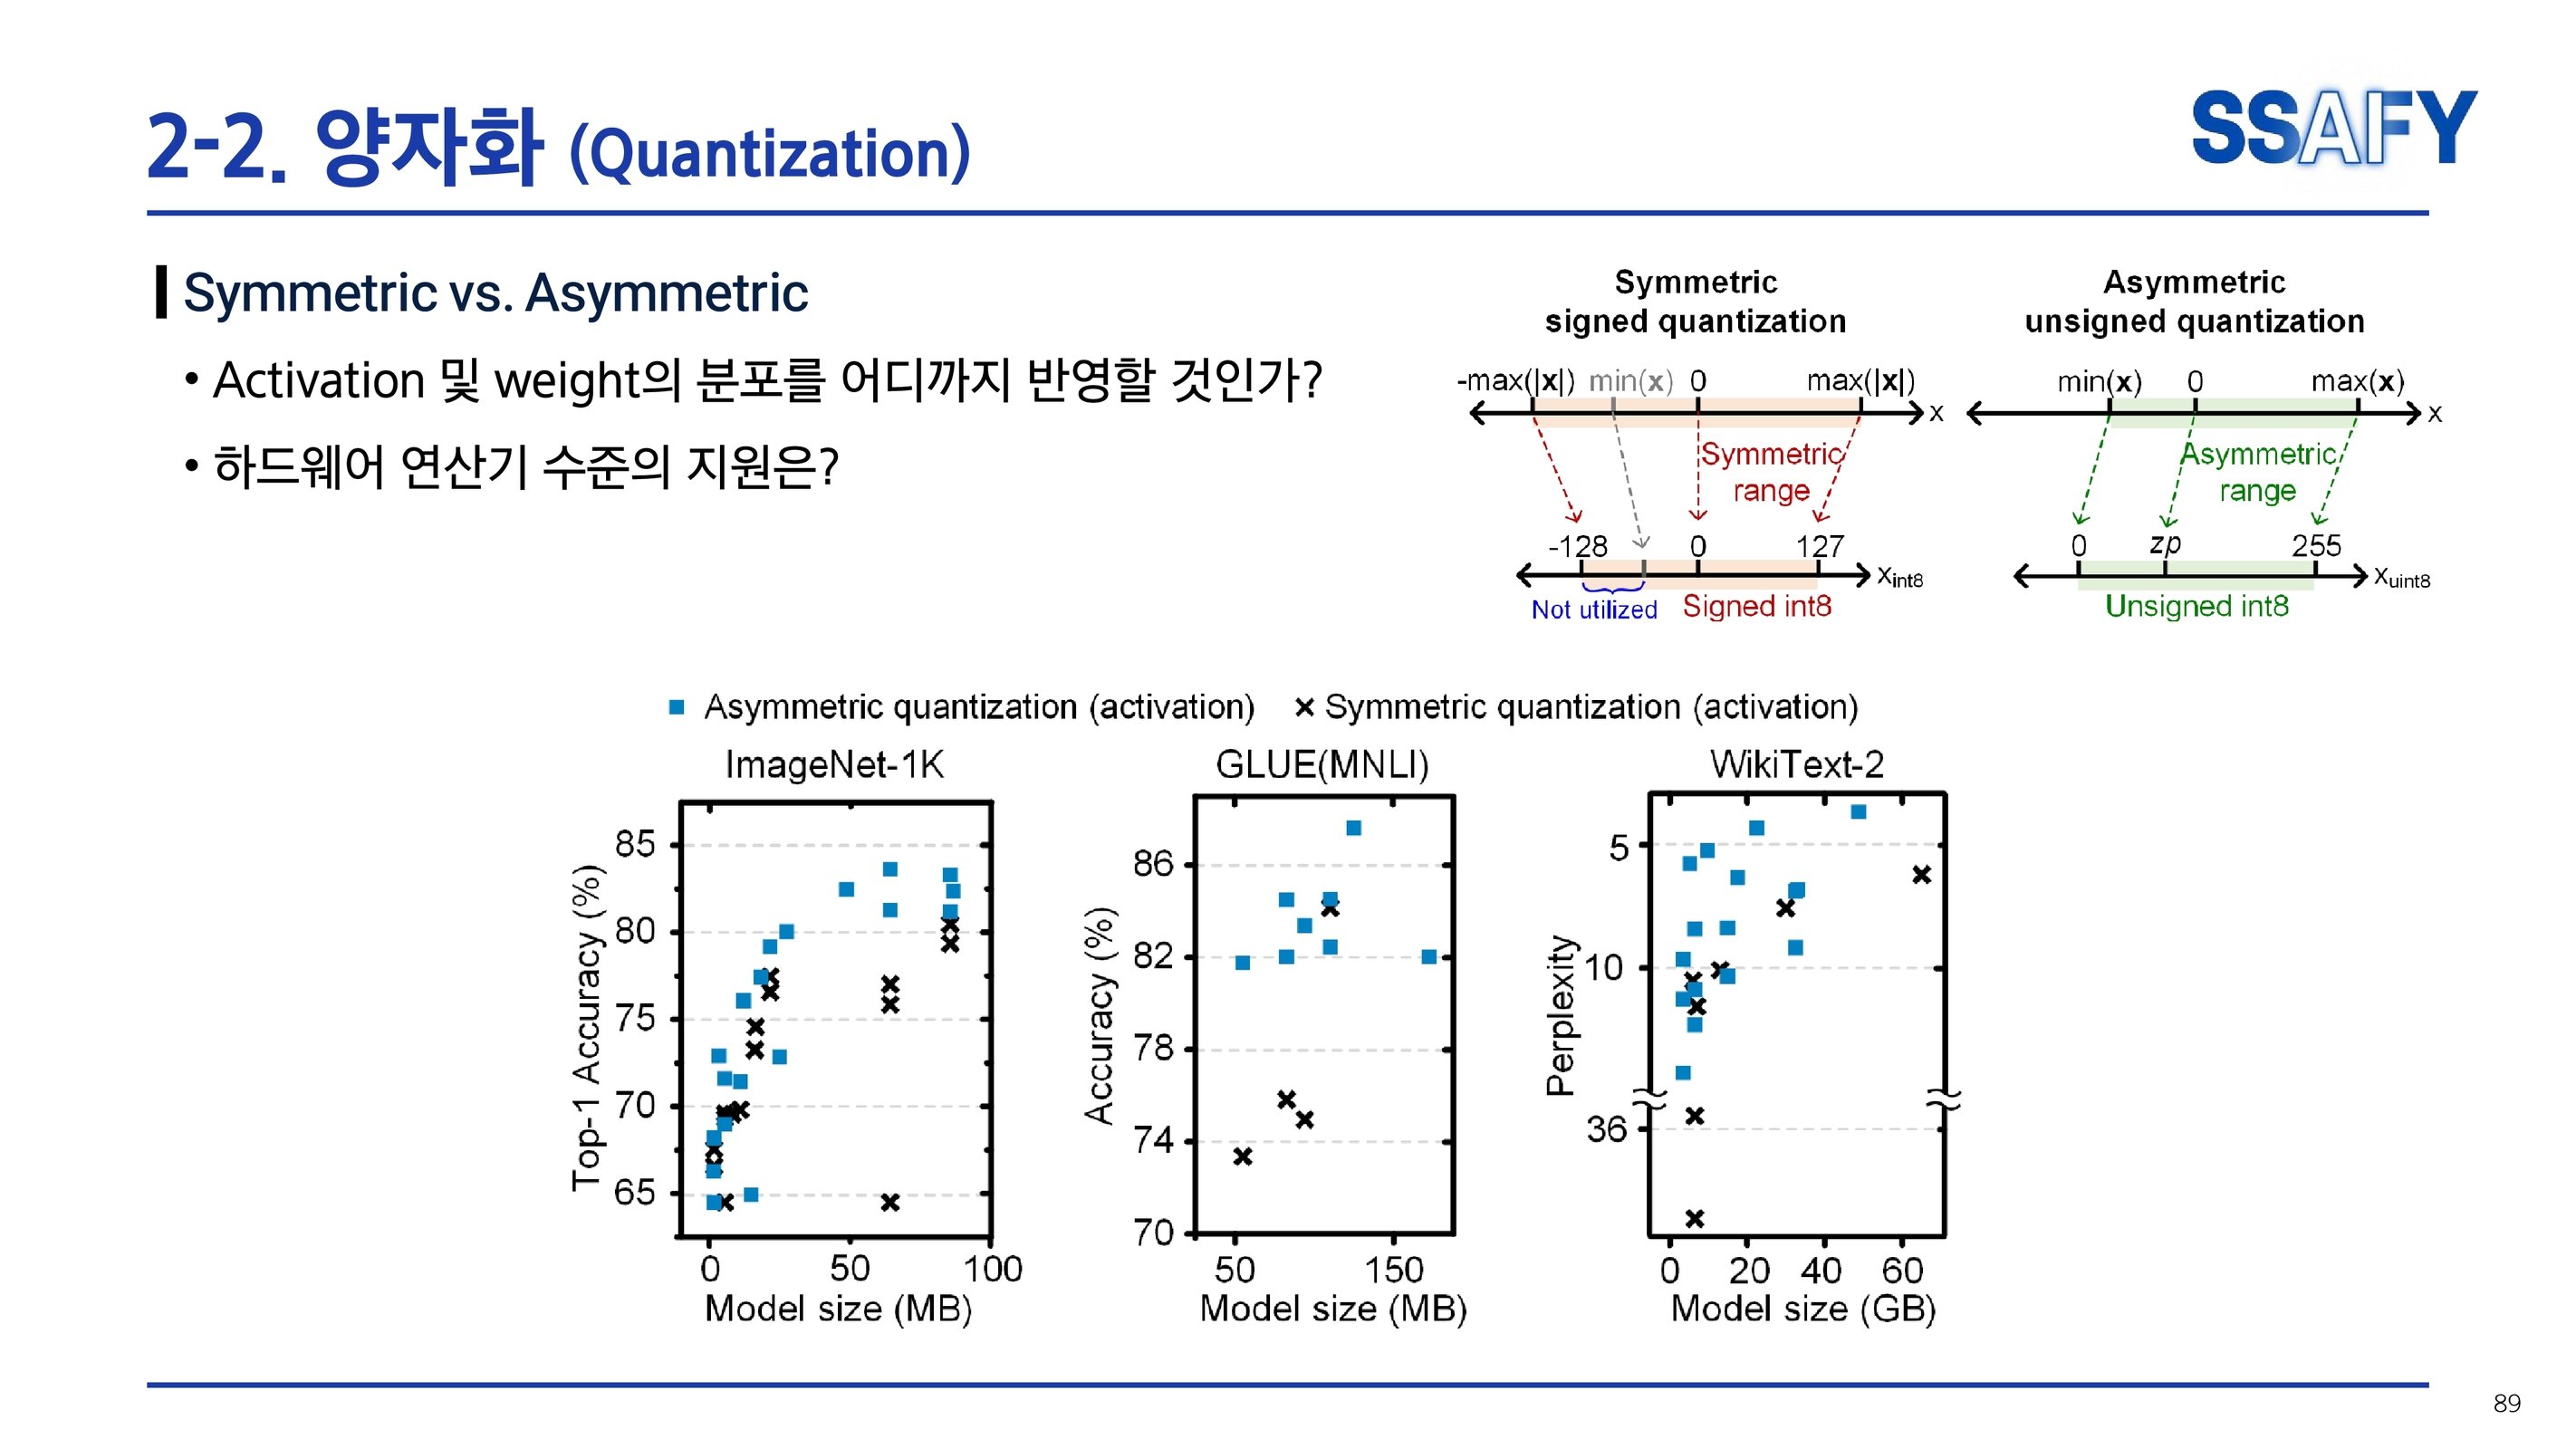 2-2. 양자화 (Quantization)
SSAFY
Symmetric vs. Asymmetric
• Activation 및 weight의 분포를 어디까지 반영할 것인가?
• 하드웨어 연산기 수준의 지원은?
Symmetric
signed quantization
-max(|x|) min(x) 0 max(|x|)
x
Symmetric
range
-128 0 127
Xint8
Not utilized Signed int8
Asymmetric
unsigned quantization
min(x) 0 max(x)
x
Asymmetric
range
0 zp 255
Xuint8
Unsigned int8
Asymmetric quantization (activation) × Symmetric quantization (activation)
ImageNet-1K
Top-1 Accuracy (%)
85
80
75
70
65
0 50 100
Model size (MB)
GLUE(MNLI)
Accuracy (%)
86
82
78
74
70
50 150
Model size (MB)
WikiText-2
Perplexity
5
10
36
0 20 40 60
Model size (GB)
89